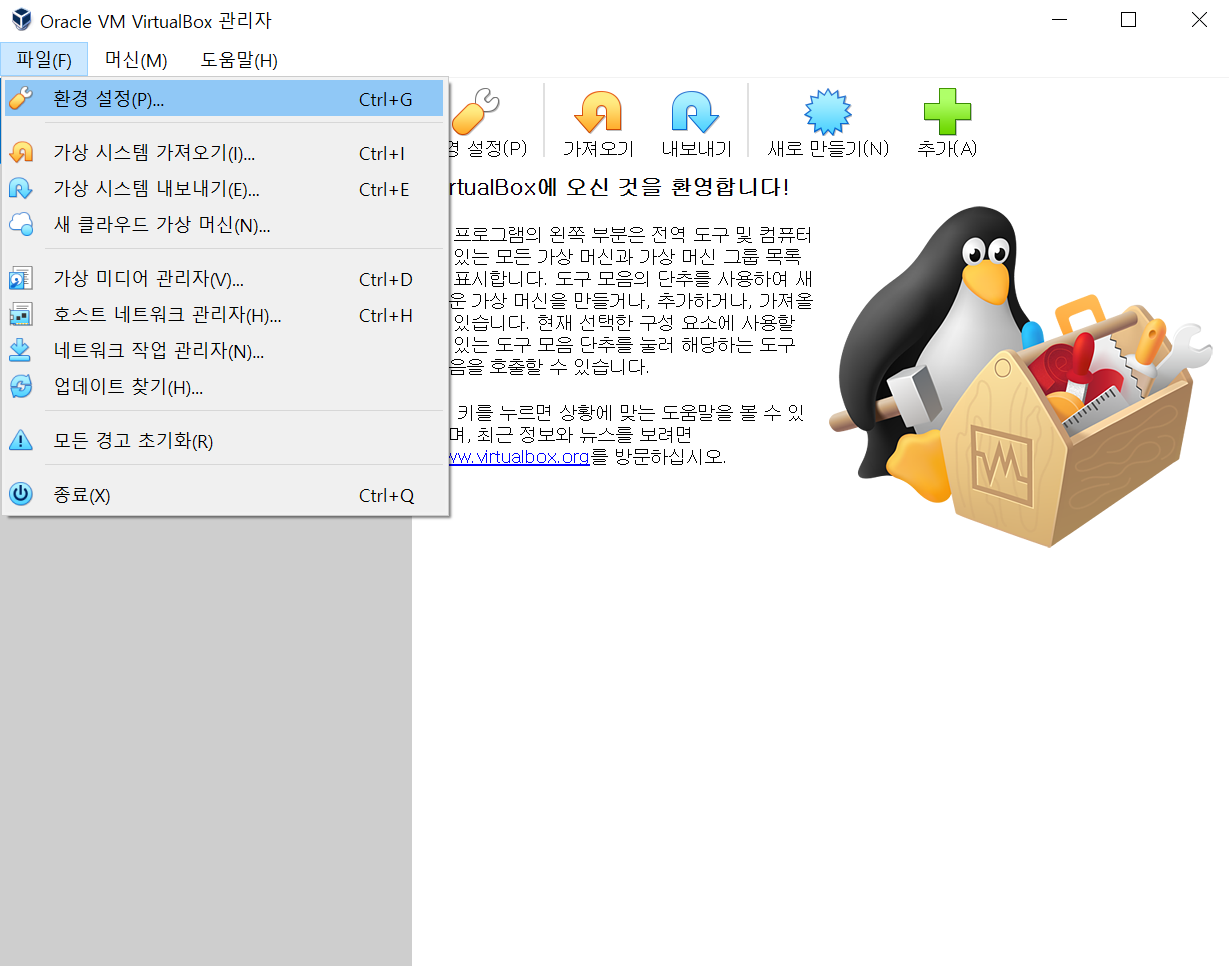 Oracle VM VirtualBox 관리자
파일(F) 머신(M) 도움말(H)
환경 설정(P)... Ctrl+G
가상 시스템 가져오기(I)... Ctrl+I
가상 시스템 내보내기(E)... Ctrl+E
새 클라우드 가상 머신(N)...
가상 미디어 관리자(V)... Ctrl+D
호스트 네트워크 관리자(H)... Ctrl+H
네트워크 작업 관리자(N)...
업데이트 찾기(H)...
모든 경고 초기화(R)
종료(X) Ctrl+Q
설정(P) 가져오기 내보내기 새로 만들기(N) 추가(A)
rtualBox에 오신 것을 환영합니다!
프로그램의 왼쪽 부분은 전역 도구 및 컴퓨터
있는 모든 가상 머신과 가상 머신 그룹 목록
표시합니다. 도구 모음의 단추를 사용하여 새
운 가상 머신을 만들거나, 추가하거나, 가져올
있습니다. 현재 선택한 구성 요소에 사용할
있는 도구 모음 단추를 눌러 해당하는 도구
음을 호출할 수 있습니다.
키를 누르면 상황에 맞는 도움말을 볼 수 있
며, 최근 정보와 뉴스를 보려면
ww.virtualbox.org를 방문하십시오.